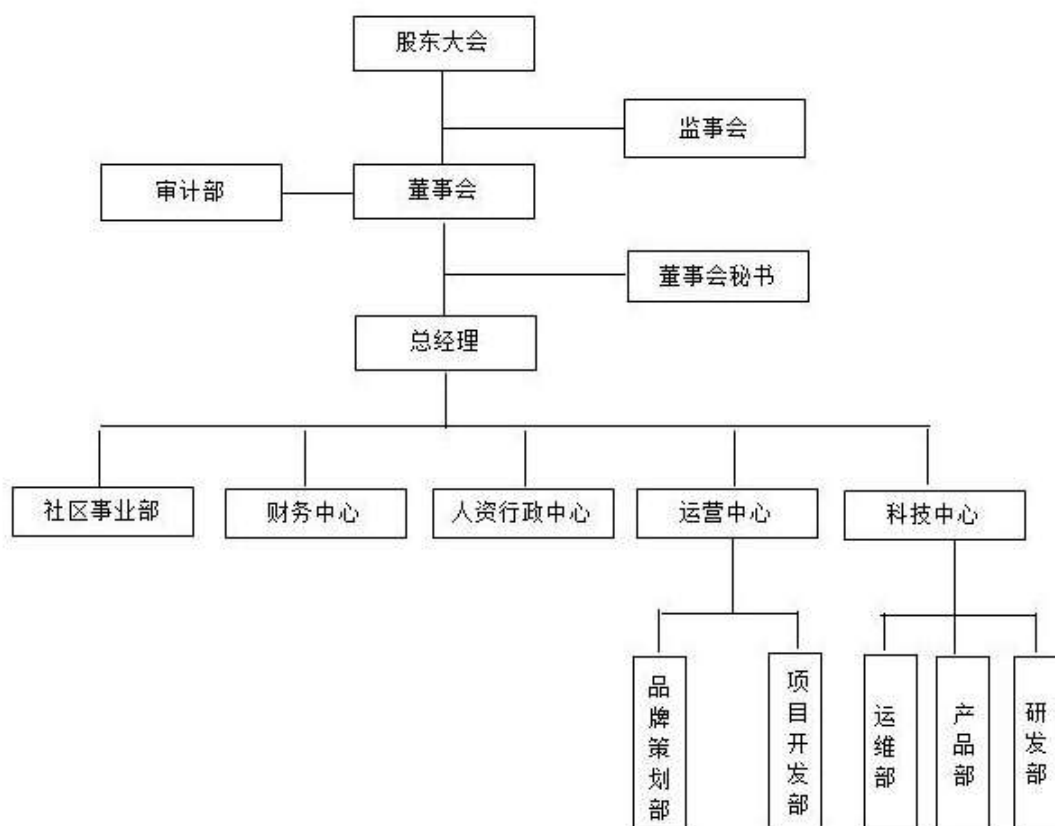 股东大会
监事会
审计部
董事会
董事会秘书
总经理
社区事业部
财务中心
人资行政中心
运营中心
科技中心
品牌策划部
项目开发部
运维部
产品部
研发部